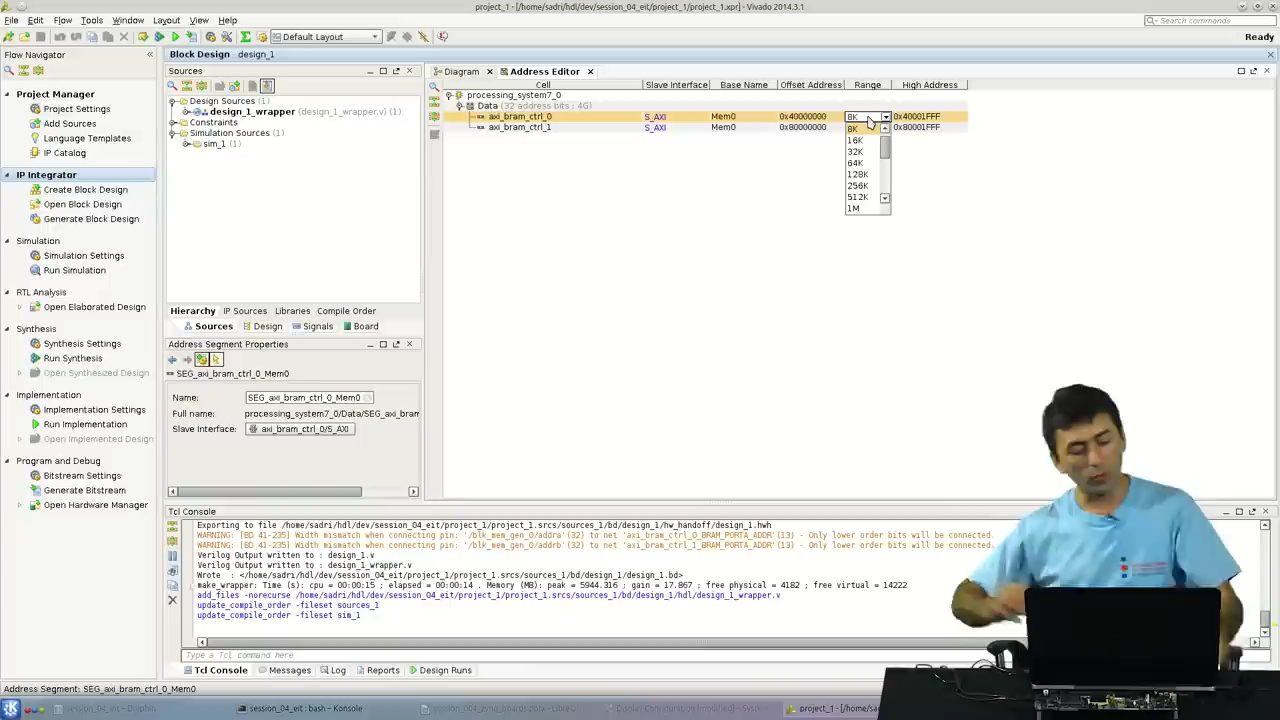 project_1 - [/home/sadri/hdl/dev/session_04_eit/project_1/project_1.xpr] - Vivado 2014.3.1
File Edit Flow Tools Window Layout View Help
Search commands
Default Layout
Ready
Flow Navigator
Project Manager
Project Settings
Add Sources
Language Templates
IP Catalog
IP Integrator
Create Block Design
Open Block Design
Generate Block Design
Simulation
Simulation Settings
Run Simulation
RTL Analysis
Open Elaborated Design
Synthesis
Synthesis Settings
Run Synthesis
Open Synthesized Design
Implementation
Implementation Settings
Run Implementation
Open Implemented Design
Program and Debug
Bitstream Settings
Generate Bitstream
Open Hardware Manager
Block Design - design_1
Sources
Design Sources (1)
design_1_wrapper (design_1_wrapper.v) (1)
Constraints
Simulation Sources (1)
sim_1 (1)
Hierarchy IP Sources Libraries Compile Order
Sources Design Signals Board
Address Segment Properties
SEG_axi_bram_ctrl_0_Mem0
Name: SEG_axi_bram_ctrl_0_Mem0
Full name: processing_system7_0/Data/SEG_axi_bram
Slave Interface: axi_bram_ctrl_0/S_AXI
Diagram Address Editor
Cell Slave Interface Base Name Offset Address Range High Address
processing_system7_0
Data (32 address bits : 4G)
axi_bram_ctrl_0 S_AXI Mem0 0x40000000 8K 0x40001FFF
axi_bram_ctrl_1 S_AXI Mem0 0x80000000 8K 0x80001FFF
16K
32K
64K
128K
256K
512K
1M
Tcl Console
Exporting to file /home/sadri/hdl/dev/session_04_eit/project_1/project_1.srcs/sources_1/bd/design_1/hw_handoff/design_1.hwh
WARNING: [BD 41-235] Width mismatch when connecting pin: '/blk_mem_gen_0/addra'(32) to net 'axi_bram_ctrl_0_BRAM_PORTA_ADDR'(13) - Only lower order bits will be connected.
WARNING: [BD 41-235] Width mismatch when connecting pin: '/blk_mem_gen_0/addrb'(32) to net 'axi_bram_ctrl_1_BRAM_PORTA_ADDR'(13) - Only lower order bits will be connected.
Verilog Output written to : design_1.v
Verilog Output written to : design_1_wrapper.v
Wrote : </home/sadri/hdl/dev/session_04_eit/project_1/project_1.srcs/sources_1/bd/design_1/design_1.bd>
make_wrapper: Time (s): cpu = 00:00:15 ; elapsed = 00:00:14 . Memory (MB): peak = 5944.316 ; gain = 17.867 ; free physical = 4182 ; free virtual = 14222
add_files -norecurse /home/sadri/hdl/dev/session_04_eit/project_1/project_1.srcs/sources_1/bd/design_1/hdl/design_1_wrapper.v
update_compile_order -fileset sources_1
update_compile_order -fileset sim_1
Type a Tcl command here
Tcl Console Messages Log Reports Design Runs
Address Segment: SEG_axi_bram_ctrl_0_Mem0
session_04_eit - Dolphin
session_04_eit : bash - Konsole
project_1 - [/home/sa